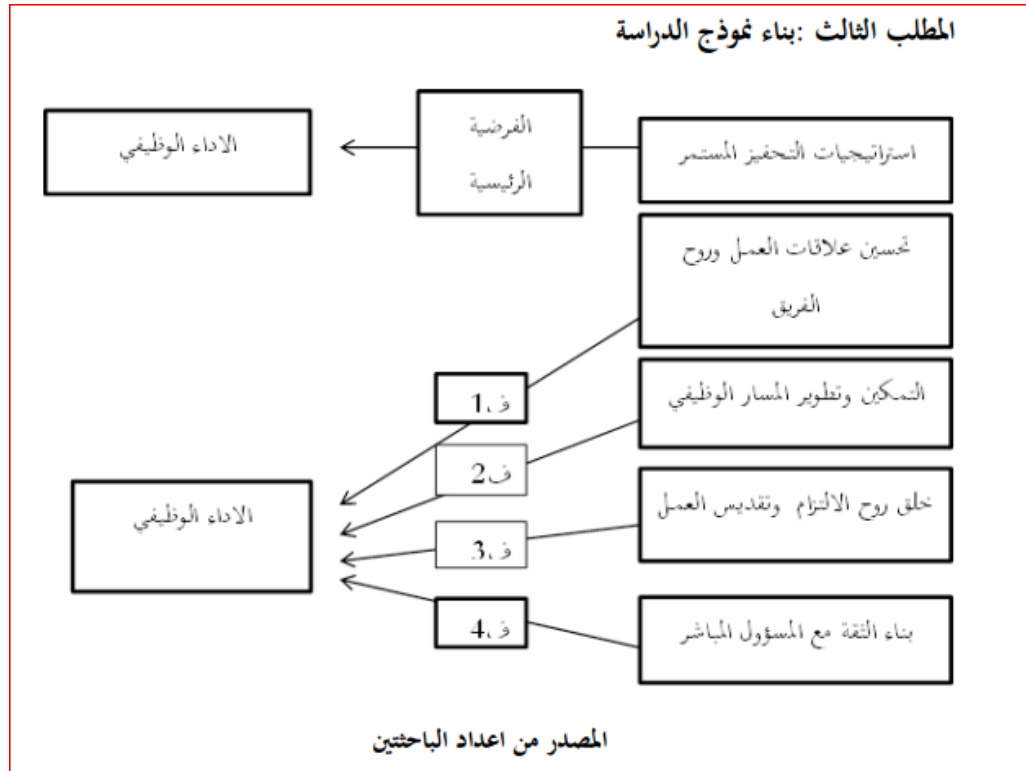 المطلب الثالث :بناء نموذج الدراسة
استراتيجيات التحفيز المستمر
الفرضية
الرئيسية
الاداء الوظيفي
تحسين علاقات العمل وروح
الفريق
التمكين وتطوير المسار الوظيفي
خلق روح الالتزام وتقديس العمل
بناء الثقة مع المسؤول المباشر
ف1
ف2
ف3
ف4
الاداء الوظيفي
المصدر من اعداد الباحثتين